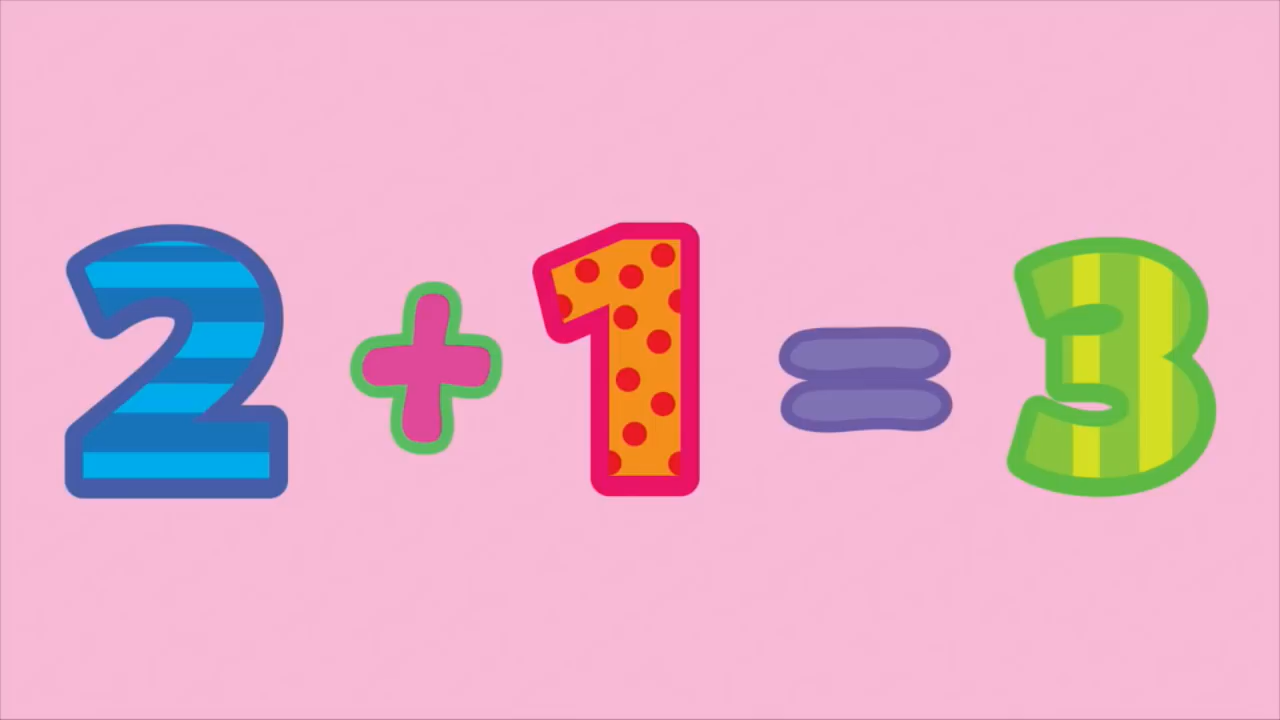 2 + 1 = 3